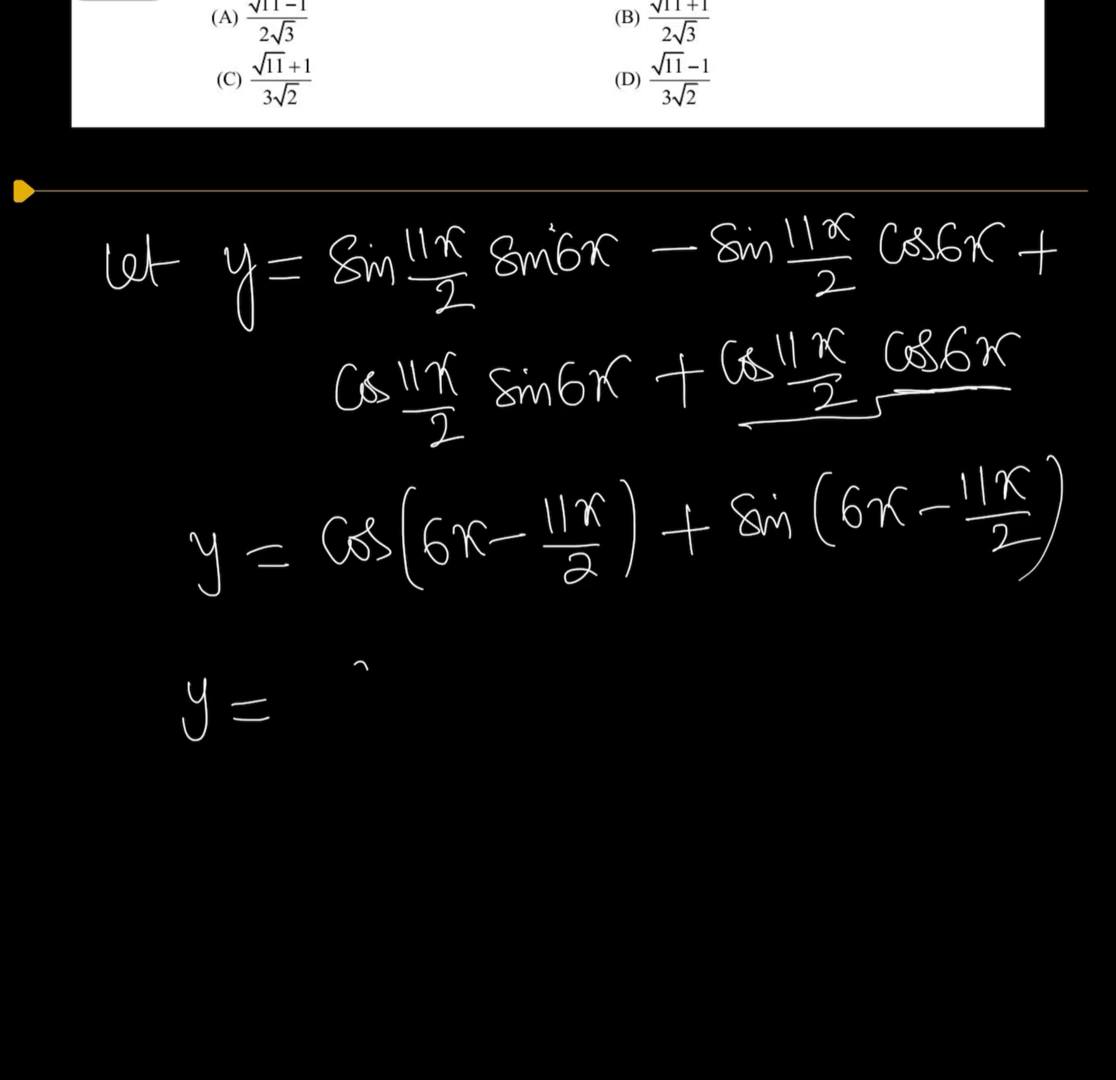 (A) √11−1/2√3 (B) √11+1/2√3
(C) √11+1/3√2 (D) √11−1/3√2
Let y = Sin 11x/2 Sin6x − Sin 11x/2 Cos6x +
Cos 11x/2 Sin6x + Cos 11x/2 Cos6x
y = Cos(6x − 11x/2) + Sin(6x − 11x/2)
y =